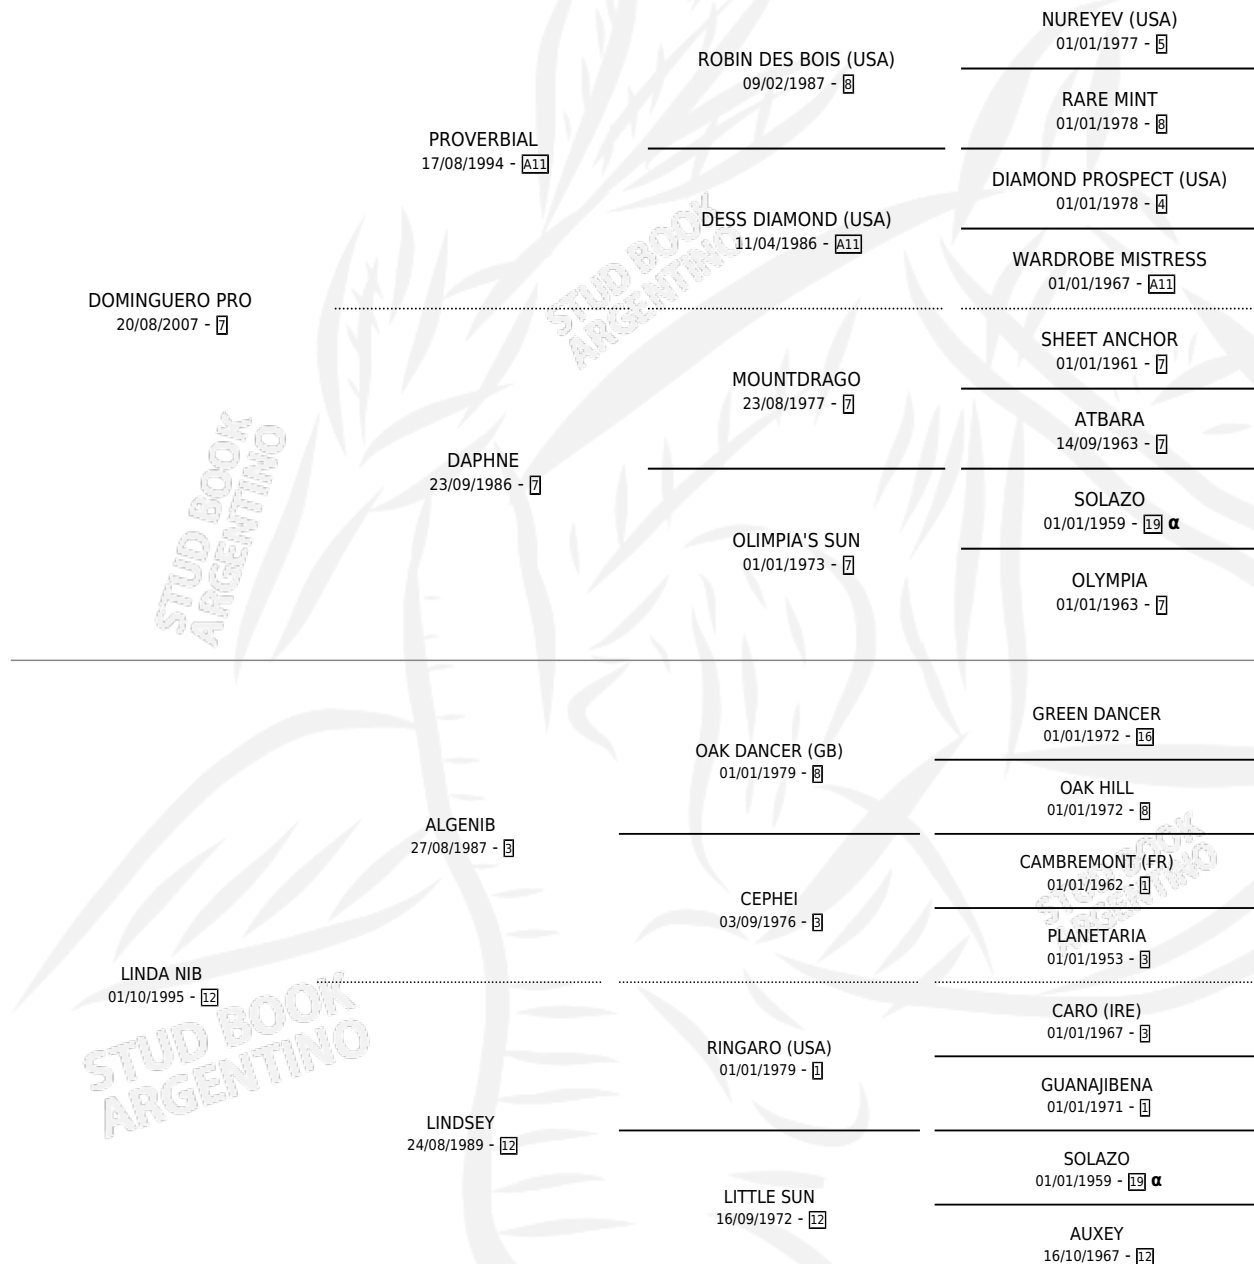 NUREYEV (USA)
01/01/1977 - 5
ROBIN DES BOIS (USA)
09/02/1987 - 8
RARE MINT
01/01/1978 - 8
PROVERBIAL
17/08/1994 - A11
DIAMOND PROSPECT (USA)
01/01/1978 - 4
DESS DIAMOND (USA)
11/04/1986 - A11
WARDROBE MISTRESS
01/01/1967 - A11
DOMINGUERO PRO
20/08/2007 - 7
SHEET ANCHOR
01/01/1961 - 7
MOUNTDRAGO
23/08/1977 - 7
ATBARA
14/09/1963 - 7
DAPHNE
23/09/1986 - 7
SOLAZO
01/01/1959 - 19 α
OLIMPIA'S SUN
01/01/1973 - 7
OLYMPIA
01/01/1963 - 7
GREEN DANCER
01/01/1972 - 16
OAK DANCER (GB)
01/01/1979 - 8
OAK HILL
01/01/1972 - 8
ALGENIB
27/08/1987 - 3
CAMBREMONT (FR)
01/01/1962 - 1
CEPHEI
03/09/1976 - 3
PLANETARIA
01/01/1953 - 3
LINDA NIB
01/10/1995 - 12
CARO (IRE)
01/01/1967 - 3
RINGARO (USA)
01/01/1979 - 1
GUANAJIBENA
01/01/1971 - 1
LINDSEY
24/08/1989 - 12
SOLAZO
01/01/1959 - 19 α
LITTLE SUN
16/09/1972 - 12
AUXEY
16/10/1967 - 12
STUD BOOK
ARGENTINO
STUD BOOK
ARGENTINO
STUD BOOK
ARGENTINO
STUD BOOK
ARGENTINO